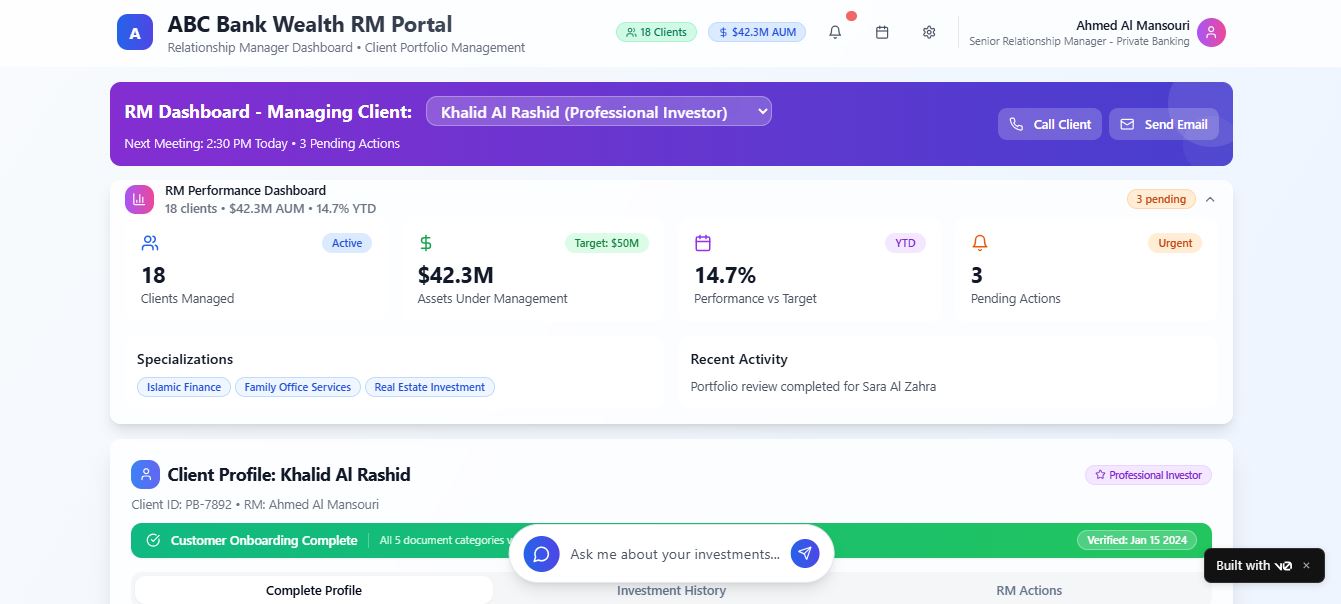 A
ABC Bank Wealth RM Portal
Relationship Manager Dashboard • Client Portfolio Management
18 Clients
$42.3M AUM
Ahmed Al Mansouri
Senior Relationship Manager - Private Banking
RM Dashboard - Managing Client:
Khalid Al Rashid (Professional Investor)
Next Meeting: 2:30 PM Today • 3 Pending Actions
Call Client
Send Email
RM Performance Dashboard
18 clients • $42.3M AUM • 14.7% YTD
3 pending
Active
18
Clients Managed
Target: $50M
$42.3M
Assets Under Management
YTD
14.7%
Performance vs Target
Urgent
3
Pending Actions
Specializations
Islamic Finance
Family Office Services
Real Estate Investment
Recent Activity
Portfolio review completed for Sara Al Zahra
Client Profile: Khalid Al Rashid
Professional Investor
Client ID: PB-7892 • RM: Ahmed Al Mansouri
Customer Onboarding Complete
All 5 document categories
Verified: Jan 15 2024
Ask me about your investments...
Built with v0
Complete Profile
Investment History
RM Actions